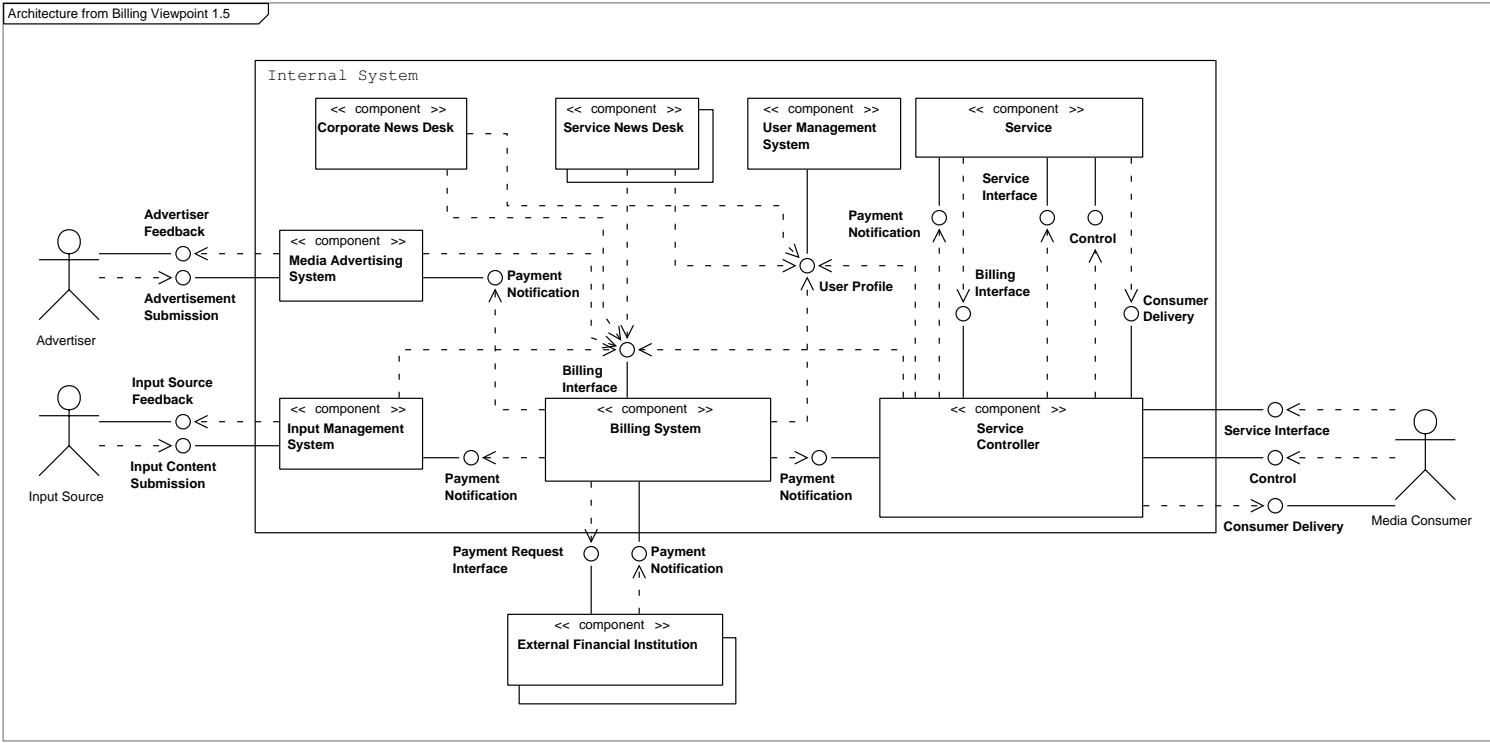 Architecture from Billing Viewpoint 1.5
Internal System
<< component >>
Corporate News Desk
<< component >>
Service News Desk
<< component >>
User Management
System
<< component >>
Service
Service
Interface
Payment
Notification
Control
Advertiser
Feedback
<< component >>
Media Advertising
System
Payment
Notification
User Profile
Billing
Interface
Consumer
Delivery
Advertisement
Submission
Advertiser
Billing
Interface
Input Source
Feedback
<< component >>
Input Management
System
<< component >>
Billing System
<< component >>
Service
Controller
Service Interface
Input Content
Submission
Input Source
Payment
Notification
Payment
Notification
Control
Consumer Delivery
Media Consumer
Payment Request
Interface
Payment
Notification
<< component >>
External Financial Institution